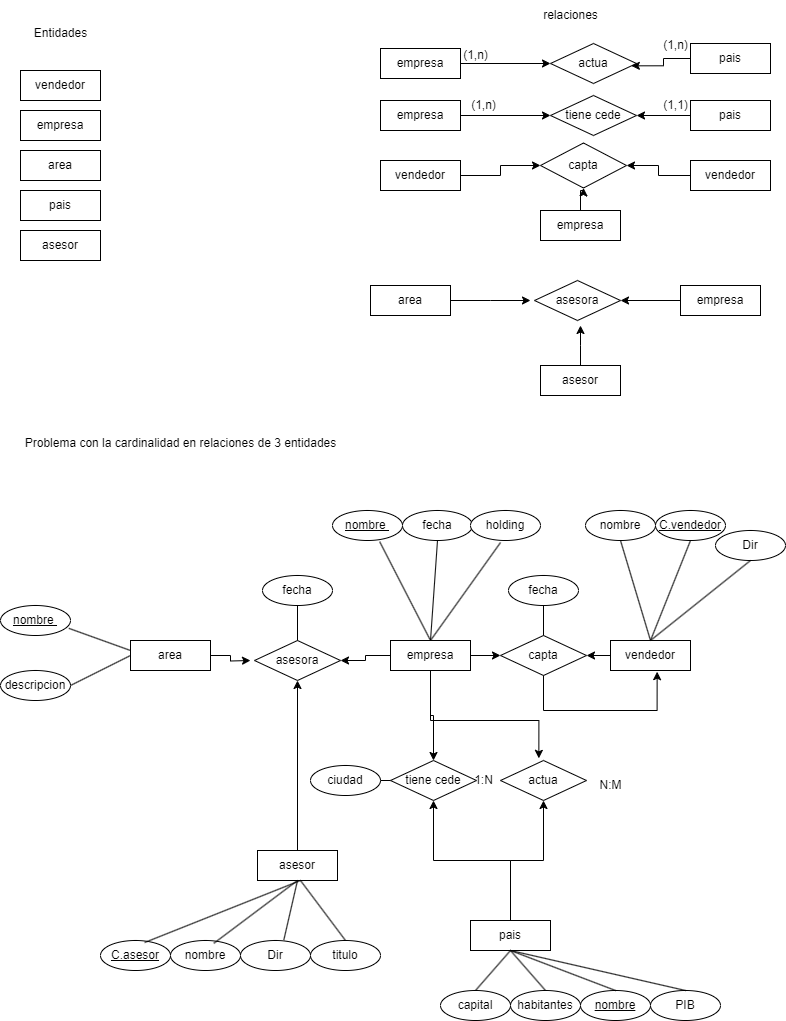 relaciones
Entidades
empresa
(1,n)
actua
(1,n)
pais
vendedor
empresa
(1,n)
tiene cede
(1,1)
pais
empresa
area
vendedor
capta
vendedor
pais
empresa
asesor
area
asesora
empresa
asesor
Problema con la cardinalidad en relaciones de 3 entidades
nombre
fecha
holding
nombre
C.vendedor
Dir
fecha
fecha
nombre
area
asesora
empresa
capta
vendedor
descripcion
ciudad
tiene cede
1:N
actua
N:M
asesor
C.asesor
nombre
Dir
titulo
pais
capital
habitantes
nombre
PIB